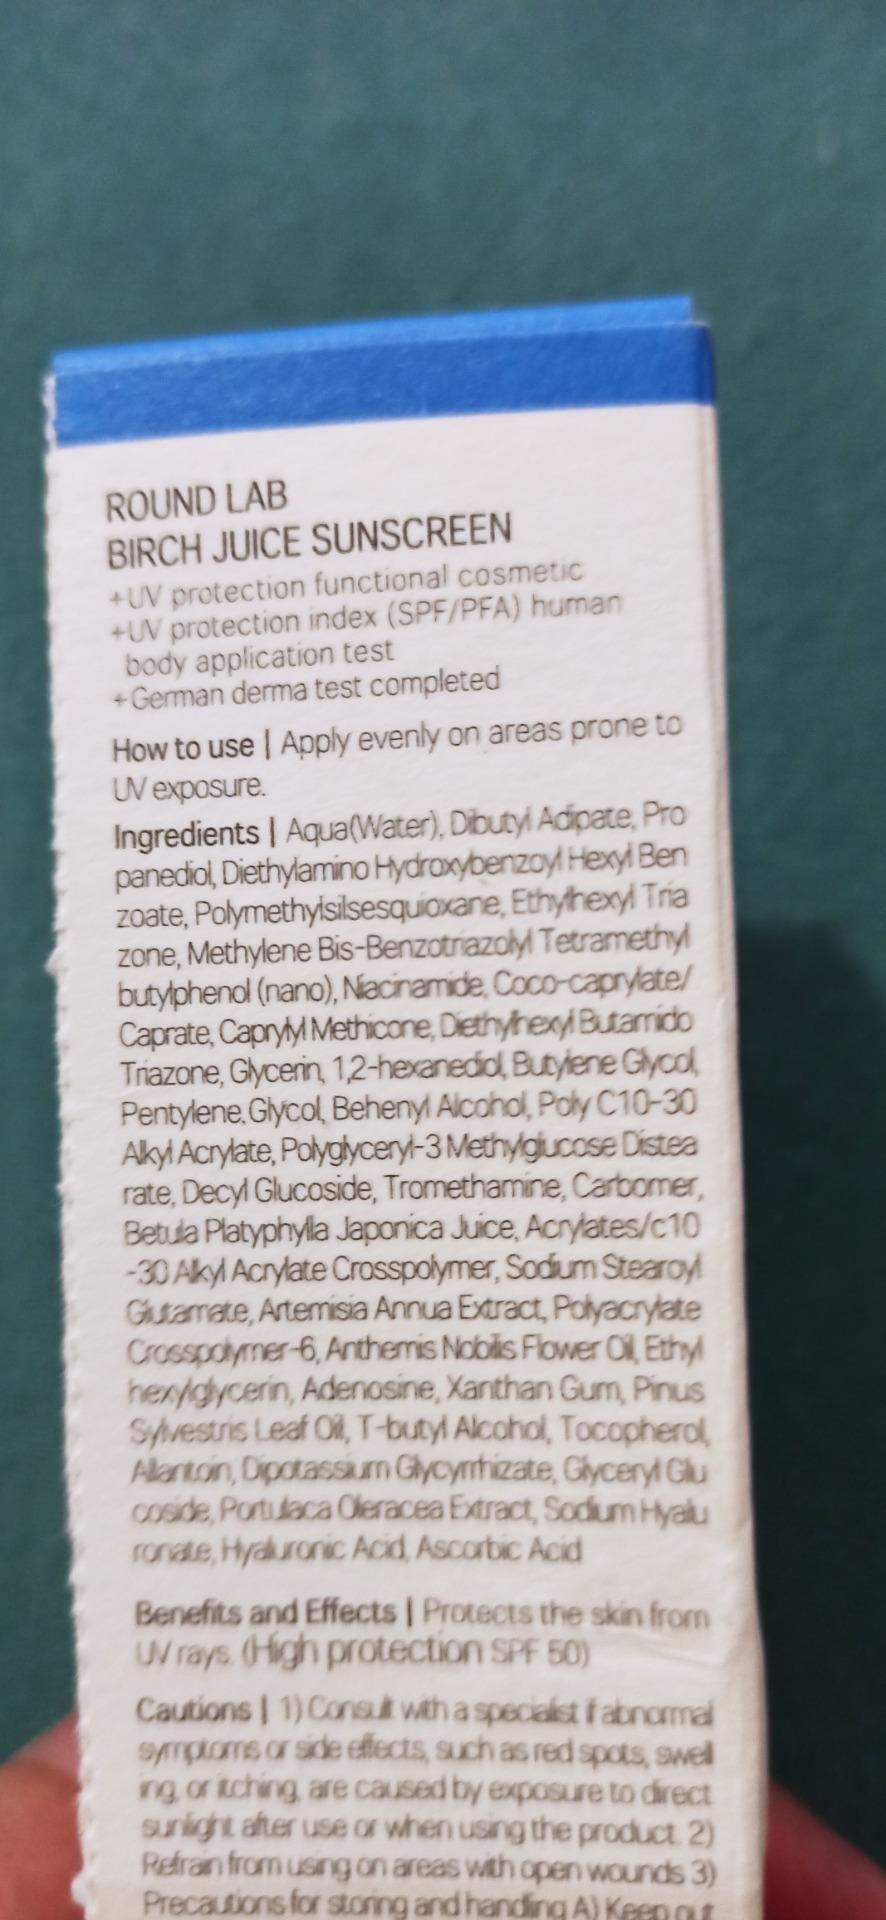 ROUND LAB
BIRCH JUICE SUNSCREEN
+UV protection functional cosmetic
+UV protection index (SPF/PFA) human
body application test
+German derma test completed
How to use | Apply evenly on areas prone to
UV exposure.
Ingredients | Aqua(Water), Dibutyl Adipate, Pro
panediol, Diethylamino Hydroxybenzoyl Hexyl Ben
zoate, Polymethylsilsesquioxane, Ethylhexyl Tria
zone, Methylene Bis-Benzotriazolyl Tetramethyl
butylphenol (nano), Niacinamide, Coco-caprylate/
Caprate, Caprylyl Methicone, Diethylhexyl Butamido
Triazone, Glycerin, 1,2-hexanediol, Butylene Glycol,
Pentylene.Glycol, Behenyl Alcohol, Poly C10-30
Alkyl Acrylate, Polyglyceryl-3 Methylglucose Distea
rate, Decyl Glucoside, Tromethamine, Carbomer,
Betula Platyphylla Japonica Juice, Acrylates/c10
-30 Alkyl Acrylate Crosspolymer, Sodium Stearoyl
Glutamate, Artemisia Annua Extract, Polyacrylate
Crosspolymer-6, Anthemis Nobilis Flower Oil, Ethyl
hexylglycerin, Adenosine, Xanthan Gum, Pinus
Sylvestris Leaf Oil, T-butyl Alcohol, Tocopherol,
Allantoin, Dipotassium Glycyrrhizate, Glyceryl Glu
coside, Portulaca Oleracea Extract, Sodium Hyalu
ronate, Hyaluronic Acid, Ascorbic Acid
Benefits and Effects | Protects the skin from
UV rays. (High protection SPF 50)
Cautions | 1) Consult with a specialist if abnormal
symptoms or side effects, such as red spots, swell
ing, or itching, are caused by exposure to direct
sunlight after use or when using the product. 2)
Refrain from using on areas with open wounds 3)
Precautions for storing and handling A) Keep out